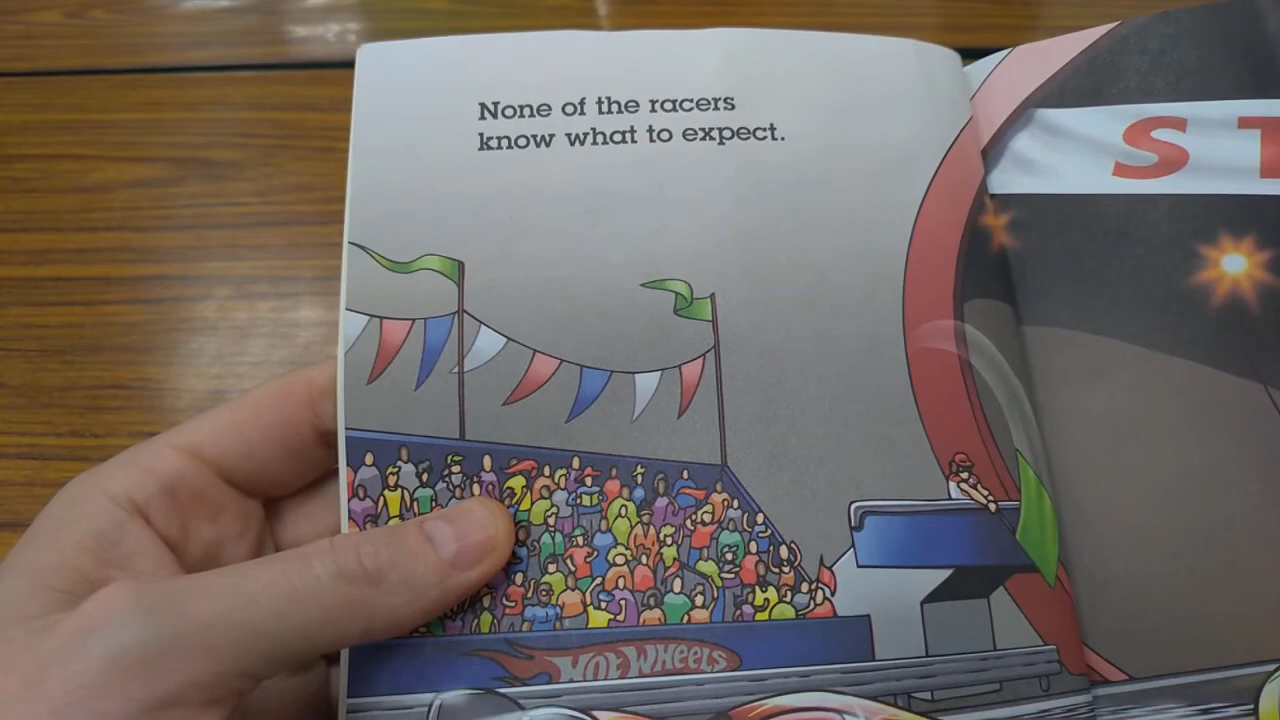 None of the racers
know what to expect.
S T
HOT WHEELS